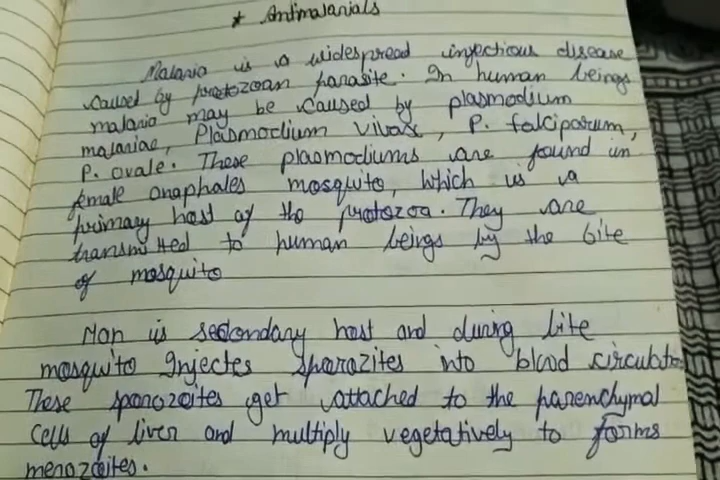 * Antimalarials
Malaria is a widespread infectious disease
caused by protozoan parasite. In human beings
malaria may be caused by plasmodium
malariae, Plasmodium vivax, P. falciparum,
P. ovale. These plasmodiums are found in
female anaphales mosquito, which is a
primary host of the protozoa. They are
transmitted to human beings by the bite
of mosquito
Man is secondary host and during bite
mosquito Injectes sporozites into blood circulation
These sporozoites get attached to the parenchymal
cells of liver and multiply vegetatively to forms
merozoites.